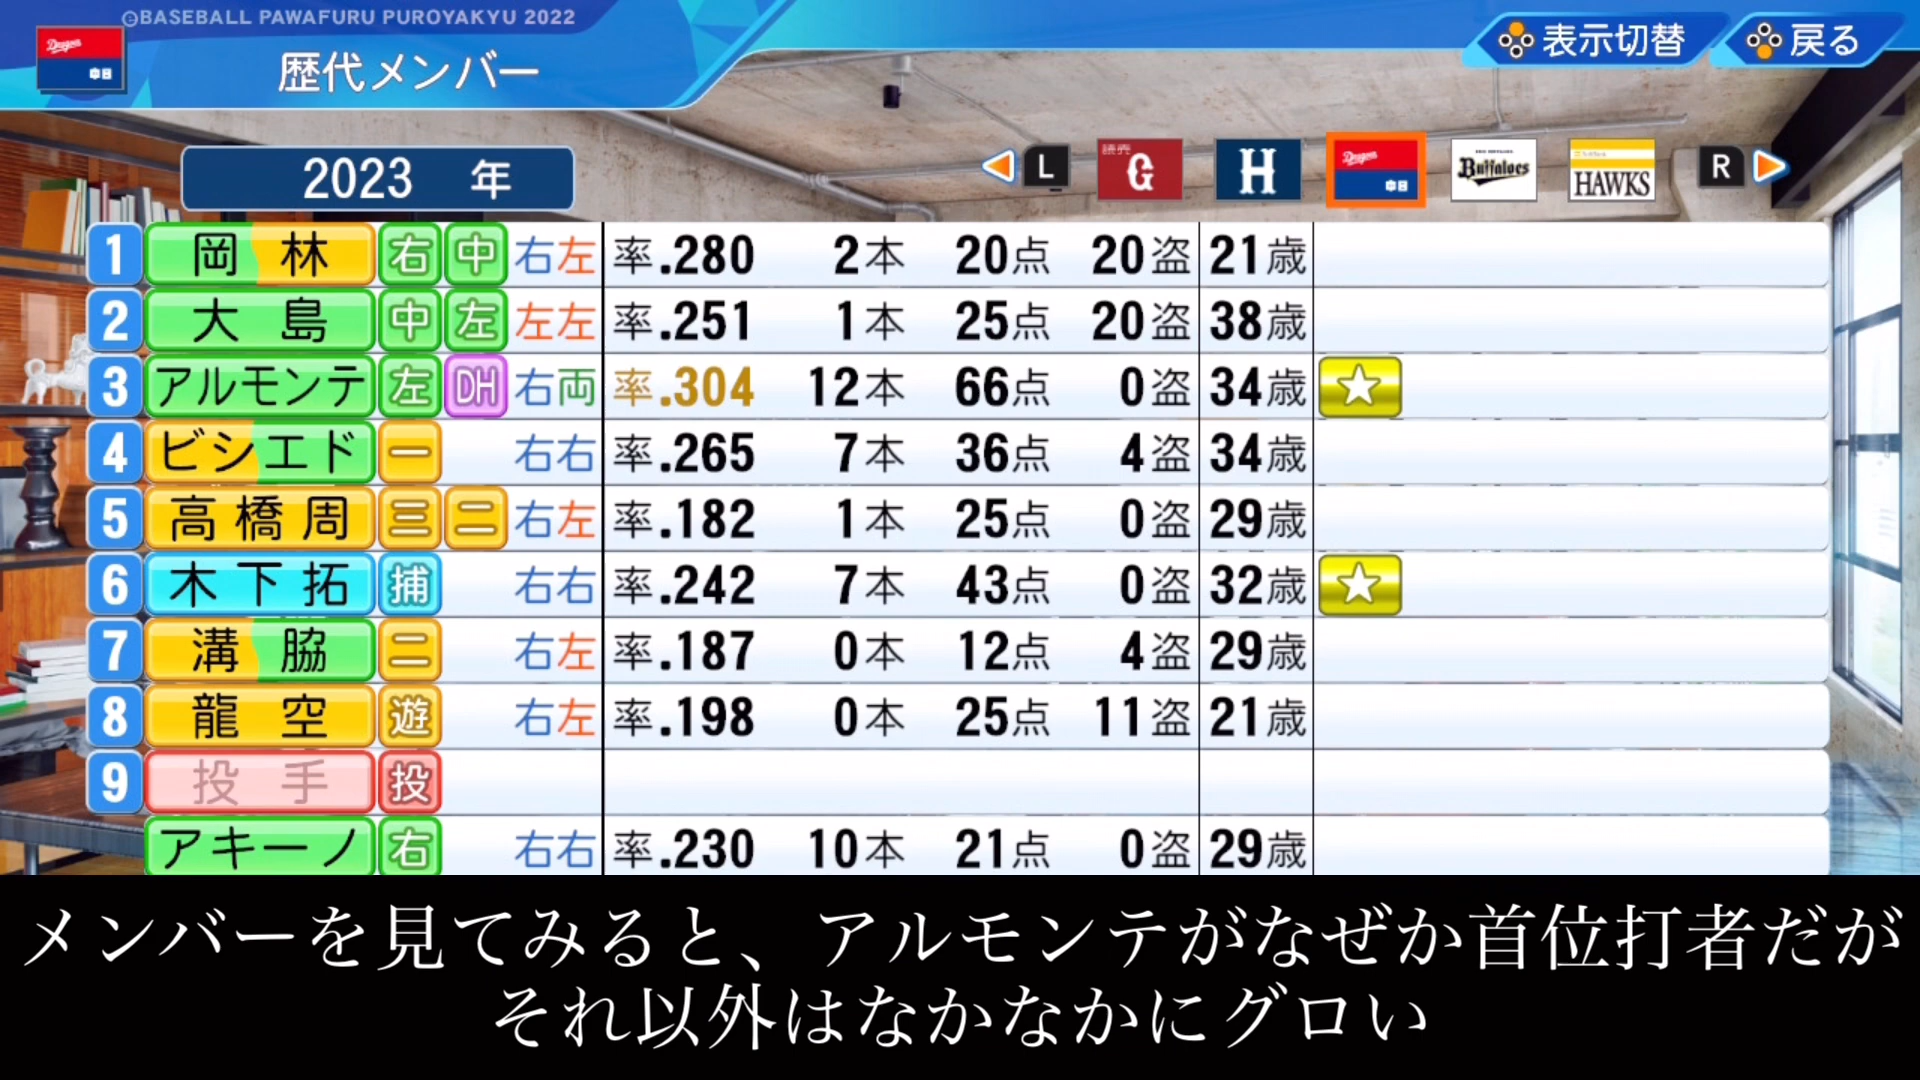 ©BASEBALL PAWAFURU PUROYAKYU 2022
Dragons
中日
歴代メンバー
表示切替
戻る
2023 年
L
読売
G
H
Dragons
中日
Buffaloes
SoftBank
HAWKS
R
1 岡林 右 中 右左 率.280 2本 20点 20盗 21歳
2 大島 中 左 左左 率.251 1本 25点 20盗 38歳
3 アルモンテ 左 DH 右両 率.304 12本 66点 0盗 34歳
4 ビシエド 一 右右 率.265 7本 36点 4盗 34歳
5 高橋周 三 二 右左 率.182 1本 25点 0盗 29歳
6 木下拓 捕 右右 率.242 7本 43点 0盗 32歳
7 溝脇 二 右左 率.187 0本 12点 4盗 29歳
8 龍空 遊 右左 率.198 0本 25点 11盗 21歳
9 投手 投
アキーノ 右 右右 率.230 10本 21点 0盗 29歳
メンバーを見てみると、アルモンテがなぜか首位打者だが
それ以外はなかなかにグロい